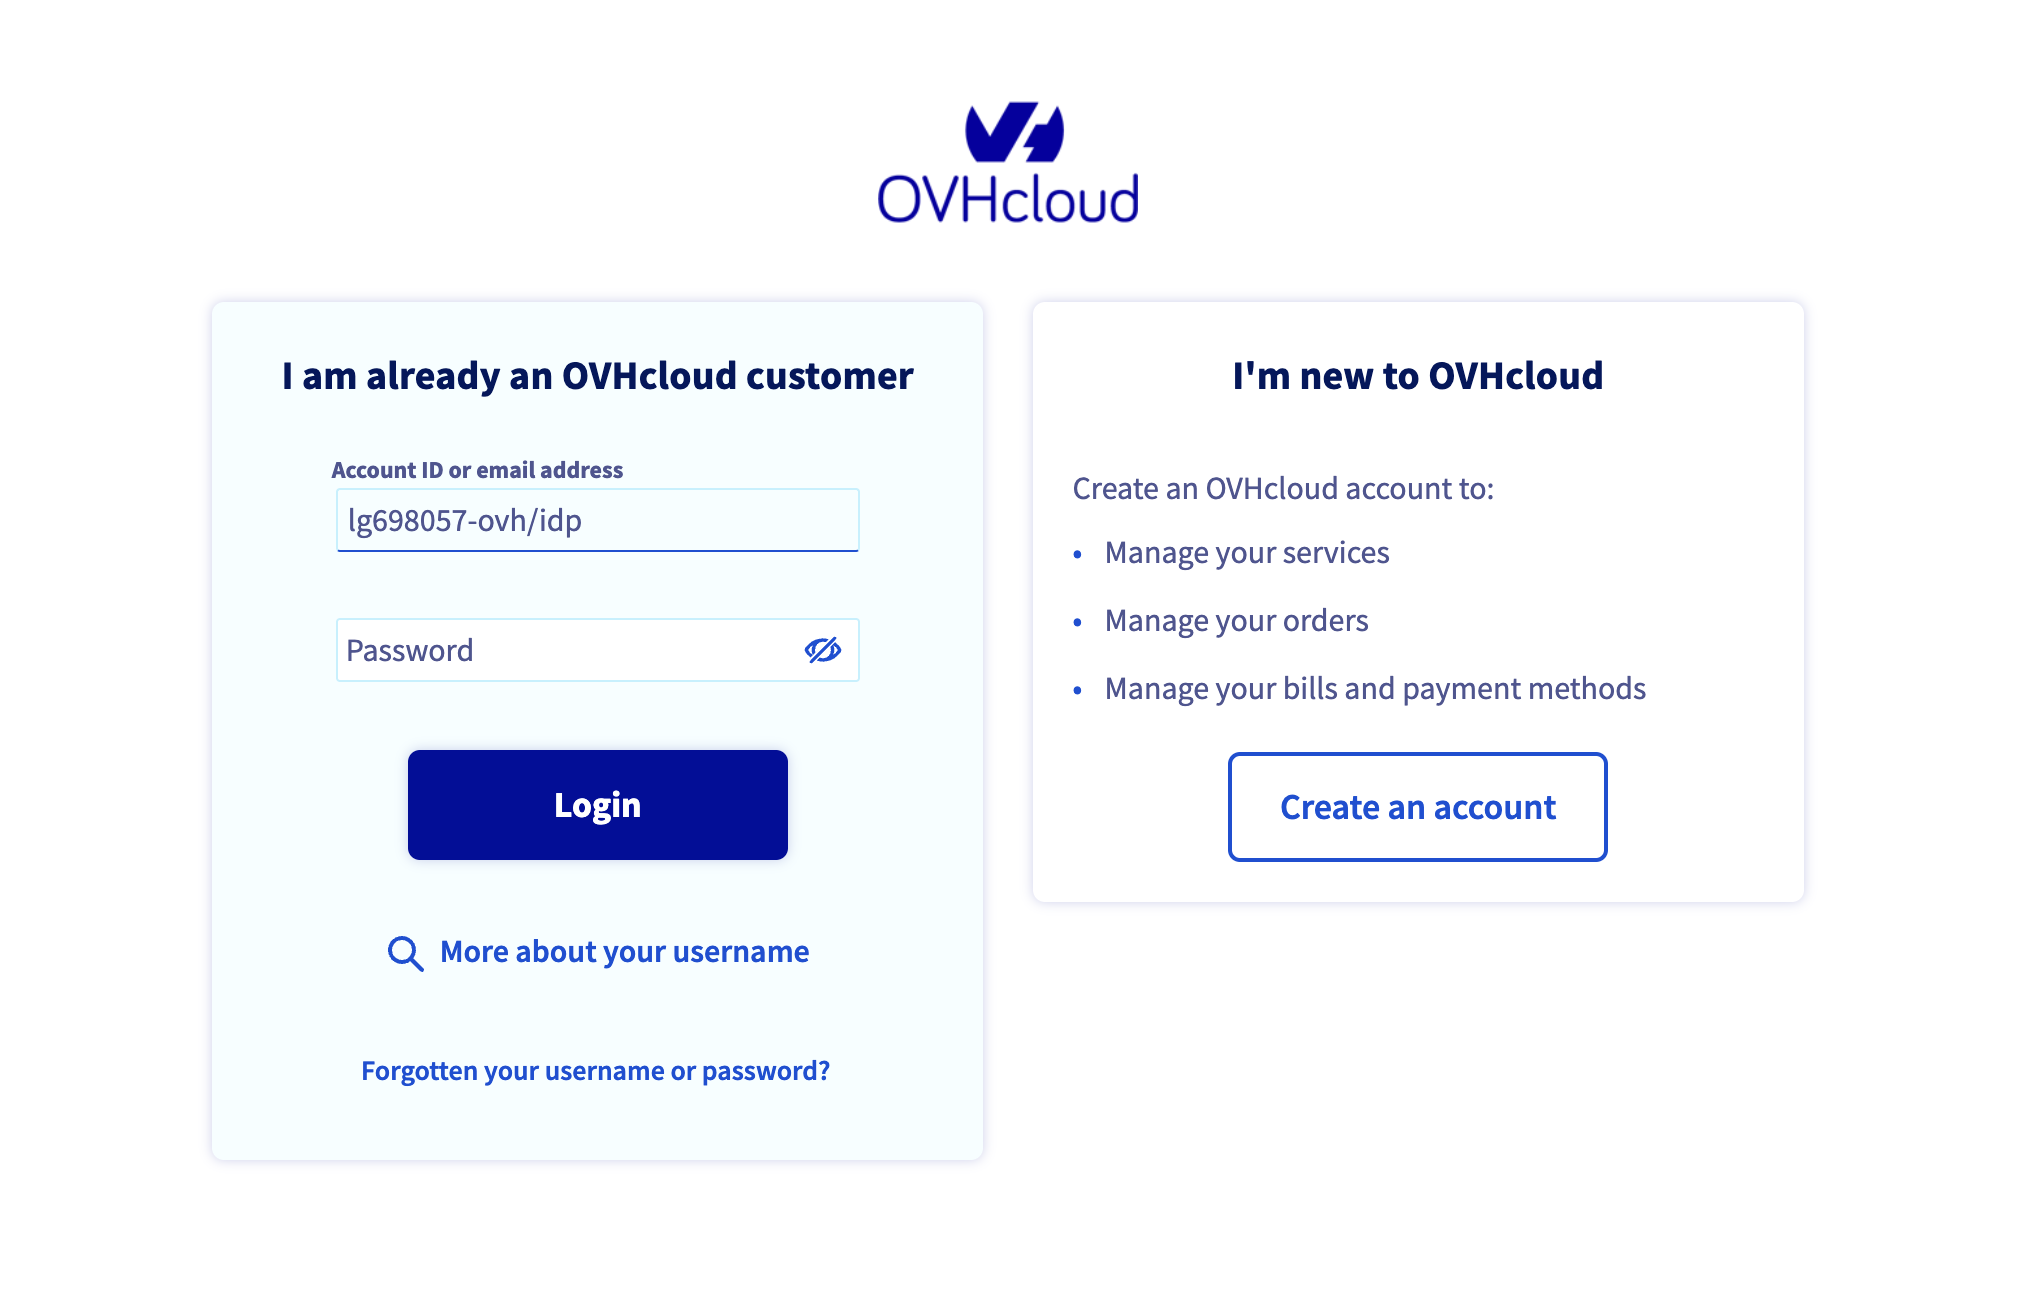 OVHcloud
I am already an OVHcloud customer
Account ID or email address
lg698057-ovh/idp
Password
Login
More about your username
Forgotten your username or password?
I'm new to OVHcloud
Create an OVHcloud account to:
• Manage your services
• Manage your orders
• Manage your bills and payment methods
Create an account